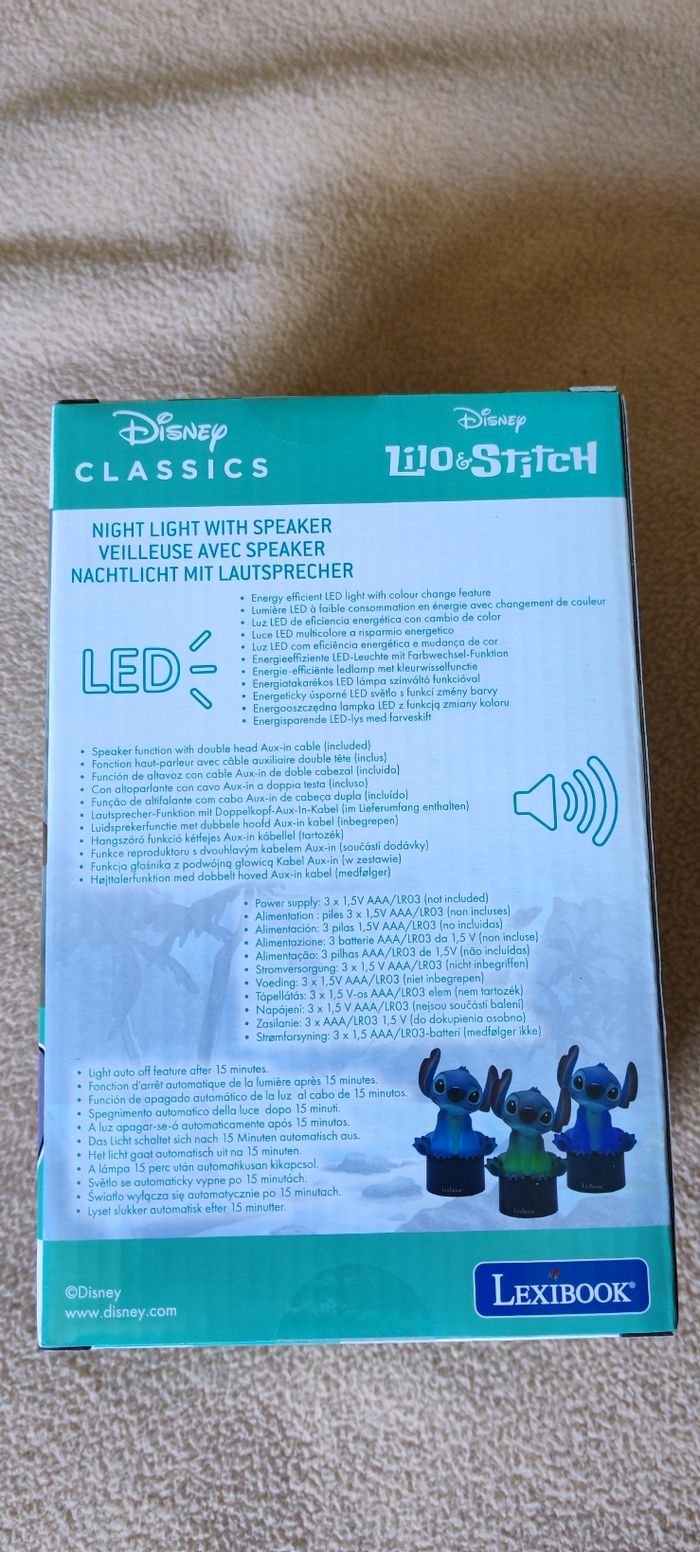 Disney
CLASSICS
Disney
Lilo & Stitch
NIGHT LIGHT WITH SPEAKER
VEILLEUSE AVEC SPEAKER
NACHTLICHT MIT LAUTSPRECHER
LED
• Energy efficient LED light with colour change feature
• Lumière LED à faible consommation en énergie avec changement de couleur
• Luz LED de eficiencia energética con cambio de color
• Luce LED multicolore a risparmio energetico
• Luz LED com eficiência energética e mudança de cor
• Energieeffiziente LED-Leuchte mit Farbwechsel-Funktion
• Energie-efficiënte ledlamp met kleurwisselfunctie
• Energiatakarékos LED lámpa színváltó funkcióval
• Energeticky úsporné LED světlo s funkcí změny barvy
• Energooszczędna lampka LED z funkcją zmiany koloru
• Energisparende LED-lys med farveskift
• Speaker function with double head Aux-in cable (included)
• Fonction haut-parleur avec câble auxiliaire double tête (inclus)
• Función de altavoz con cable Aux-in de doble cabezal (incluido)
• Con altoparlante con cavo Aux-in a doppia testa (incluso)
• Função de altifalante com cabo Aux-in de cabeça dupla (incluído)
• Lautsprecher-Funktion mit Doppelkopf-Aux-In-Kabel (im Lieferumfang enthalten)
• Luidsprekerfunctie met dubbele hoofd Aux-in kabel (inbegrepen)
• Hangszóró funkció kétfejes Aux-in kábellel (tartozék)
• Funkce reproduktoru s dvouhlavým kabelem Aux-in (součástí dodávky)
• Funkcja głośnika z podwójną głowicą Kabel Aux-in (w zestawie)
• Højttalerfunktion med dobbelt hoved Aux-in kabel (medfølger)
• Power supply: 3 x 1,5V AAA/LR03 (not included)
• Alimentation : piles 3 x 1,5V AAA/LR03 (non incluses)
• Alimentación: 3 pilas 1,5V AAA/LR03 (no incluidas)
• Alimentazione: 3 batterie AAA/LR03 da 1,5 V (non incluse)
• Alimentação: 3 pilhas AAA/LR03 de 1,5V (não incluídas)
• Stromversorgung: 3 x 1,5 V AAA/LR03 (nicht inbegriffen)
• Voeding: 3 x 1,5V AAA/LR03 (niet inbegrepen)
• Tápellátás: 3 x 1,5 V-os AAA/LR03 elem (nem tartozék)
• Napájení: 3 x 1,5 V AAA/LR03 (nejsou součástí balení)
• Zasilanie: 3 x AAA/LR03 1,5 V (do dokupienia osobno)
• Strømforsyning: 3 x 1,5 AAA/LR03-batteri (medfølger ikke)
• Light auto off feature after 15 minutes.
• Fonction d'arrêt automatique de la lumière après 15 minutes.
• Función de apagado automático de la luz al cabo de 15 minutos.
• Spegnimento automatico della luce dopo 15 minuti.
• A luz apagar-se-á automaticamente após 15 minutos.
• Das Licht schaltet sich nach 15 Minuten automatisch aus.
• Het licht gaat automatisch uit na 15 minuten.
• A lámpa 15 perc után automatikusan kikapcsol.
• Světlo se automaticky vypne po 15 minutách.
• Światło wyłącza się automatycznie po 15 minutach.
• Lyset slukker automatisk efter 15 minutter.
LEXIBOOK
LEXIBOOK
LEXIBOOK
©Disney
www.disney.com
LEXIBOOK®